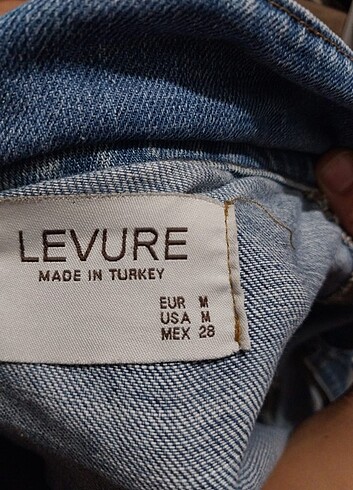 LEVURE
MADE IN TURKEY
EUR M
USA M
MEX 28